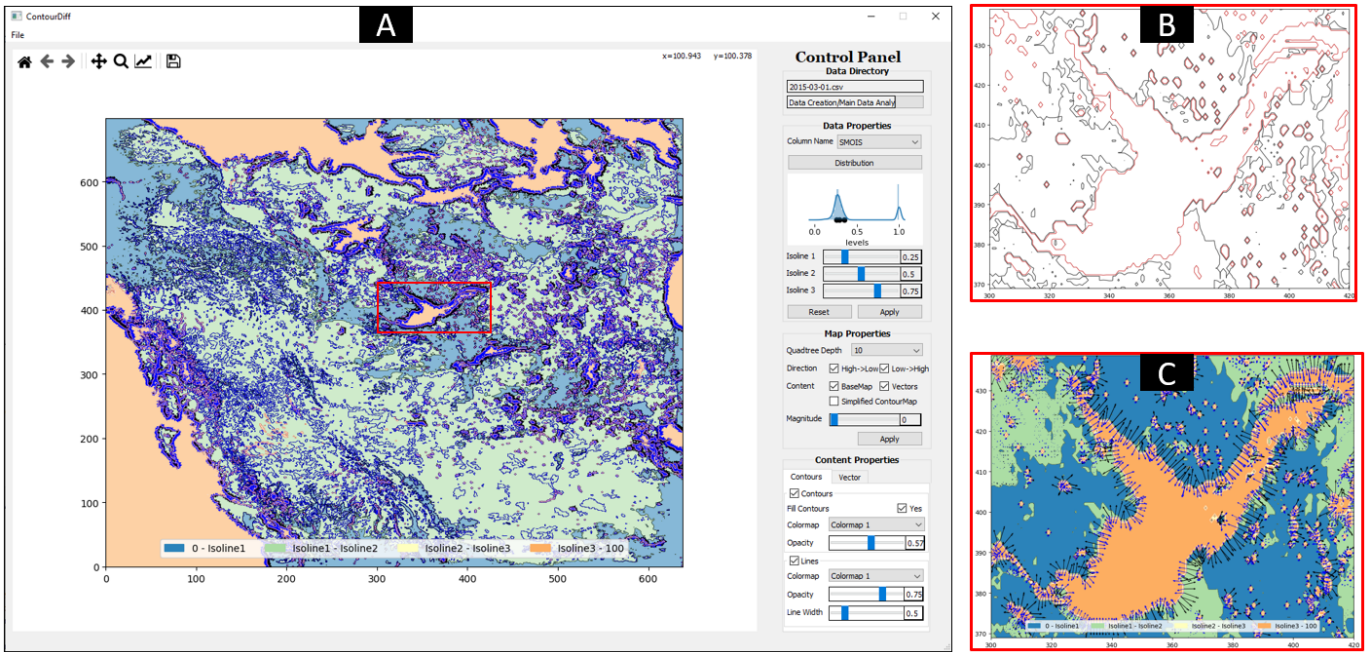 ContourDiff
A
File
x=100.943 y=100.378
600
500
400
300
200
100
0
0 100 200 300 400 500 600
0 - Isoline1 Isoline1 - Isoline2 Isoline2 - Isoline3 Isoline3 - 100
Control Panel
Data Directory
2015-03-01.csv
Data Creation/Main Data Analy
Data Properties
Column Name SMOIS
Distribution
0.0 0.5 1.0
levels
Isoline 1 0.25
Isoline 2 0.5
Isoline 3 0.75
Reset Apply
Map Properties
Quadtree Depth 10
Direction High->Low Low->High
Content BaseMap Vectors
Simplified ContourMap
Magnitude 0
Apply
Content Properties
Contours Vector
Contours
Fill Contours Yes
Colormap Colormap 1
Opacity 0.57
Lines
Colormap Colormap 1
Opacity 0.75
Line Width 0.5
B
430
420
410
400
390
380
370
300 320 340 360 380 400 420
C
430
420
410
400
390
380
370
0 - Isoline1 Isoline1 - Isoline2 Isoline2 - Isoline3 Isoline3 - 100
300 320 340 360 380 400 420